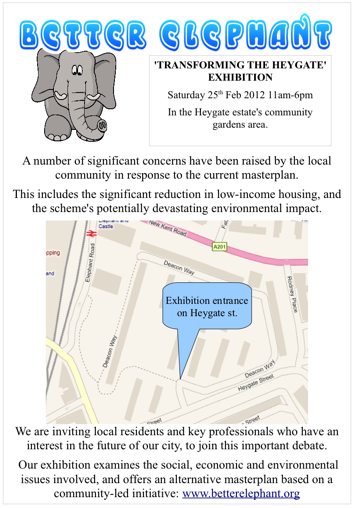 BETTER ELEPHANT
'TRANSFORMING THE HEYGATE'
EXHIBITION
Saturday 25th Feb 2012 11am-6pm
In the Heygate estate's community
gardens area.
A number of significant concerns have been raised by the local
community in response to the current masterplan.
This includes the significant reduction in low-income housing, and
the scheme's potentially devastating environmental impact.
Castle
New Kent Road
A201
Elephant Road
Deacon Way
Rodney Place
Exhibition entrance
on Heygate st.
Deacon Way
Deacon Way
Heygate Street
We are inviting local residents and key professionals who have an
interest in the future of our city, to join this important debate.
Our exhibition examines the social, economic and environmental
issues involved, and offers an alternative masterplan based on a
community-led initiative: www.betterelephant.org